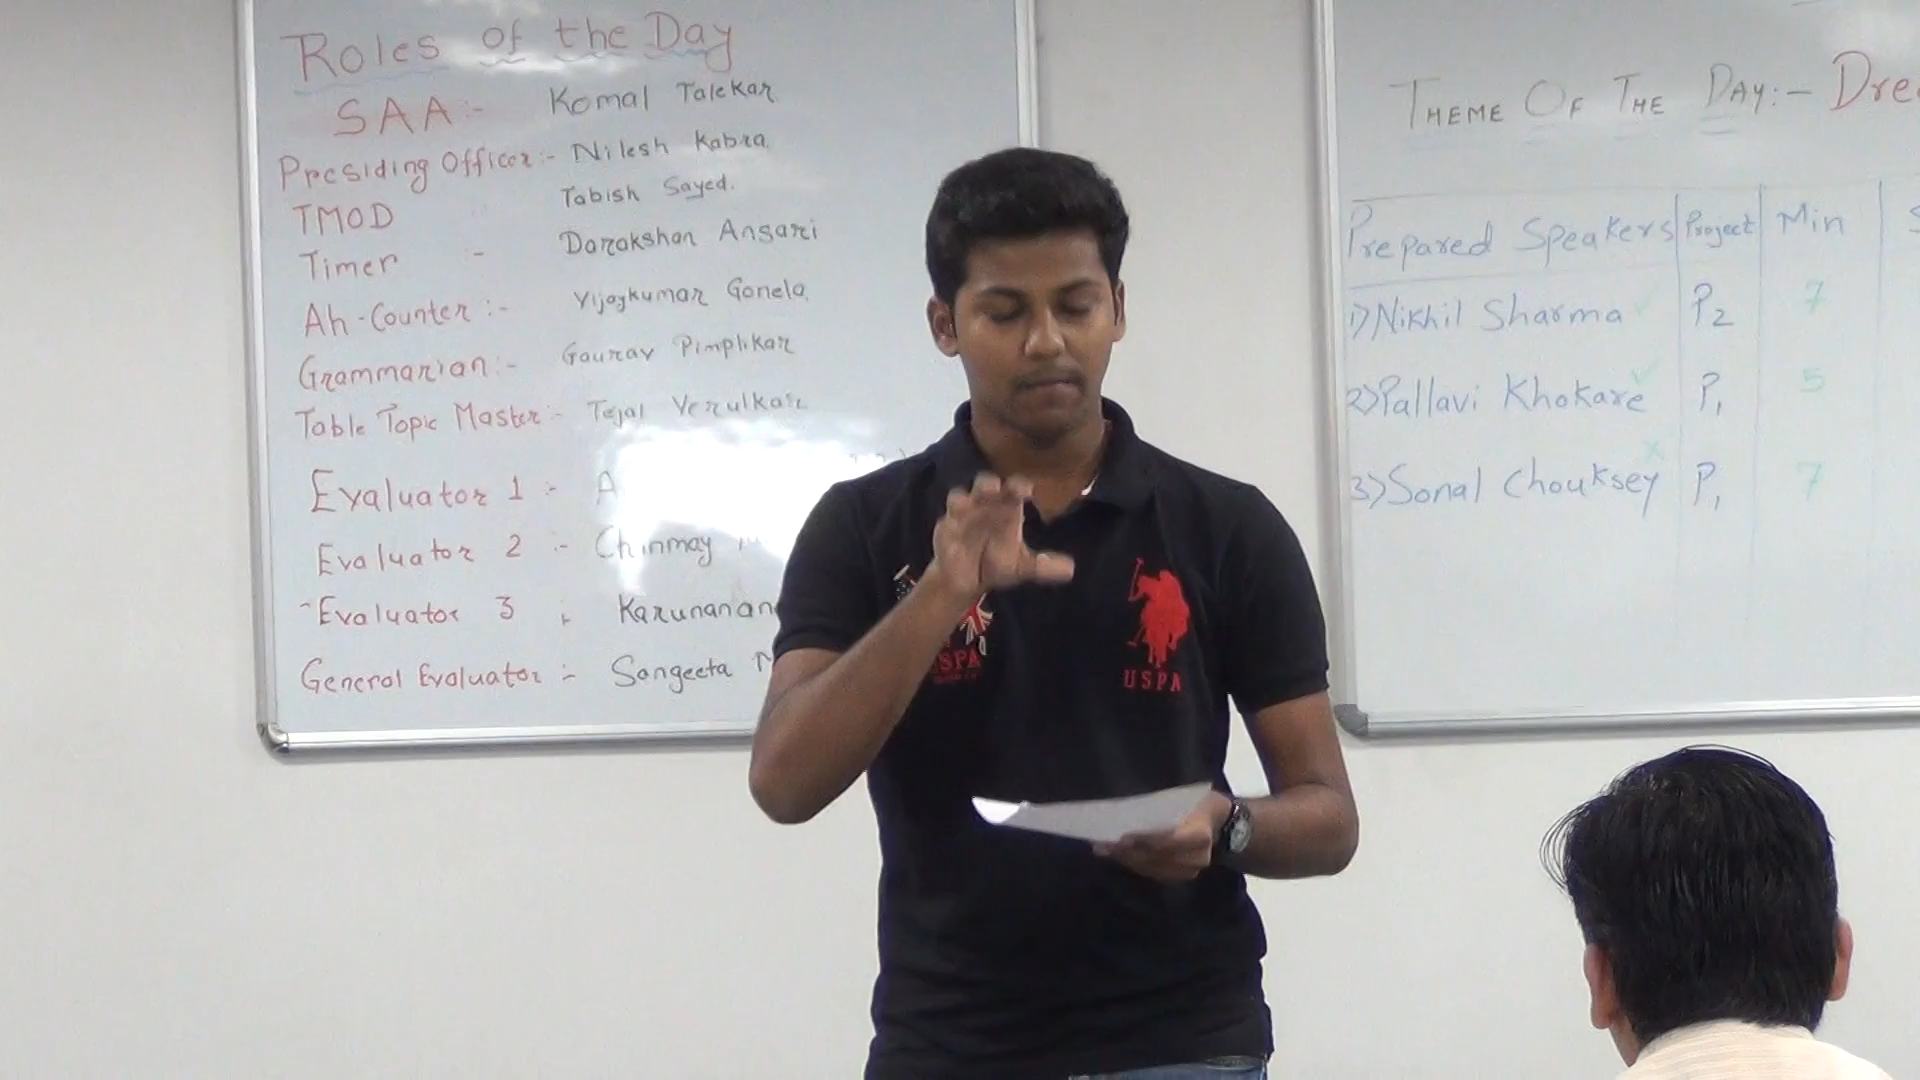 Roles of the Day
SAA:- Komal Talekar
Presiding Officer:- Nilesh Kabra
TMOD Tabish Sayed.
Timer - Darakshan Ansari
Ah-Counter:- Vijaykumar Gonela
Grammarian:- Gaurav Pimplikar
Table Topic Master:- Tejal Verulkar
Evaluator 1 :- A
Evaluator 2 :- Chinmay
Evaluator 3 : Karunanan
General Evaluator :- Sangeeta
THEME OF THE DAY:- Dre
Prepared Speakers Project Min
1) Nikhil Sharma P2 7
2) Pallavi Khokare P1 5
3) Sonal Chouksey P1 7
USPA
USPA